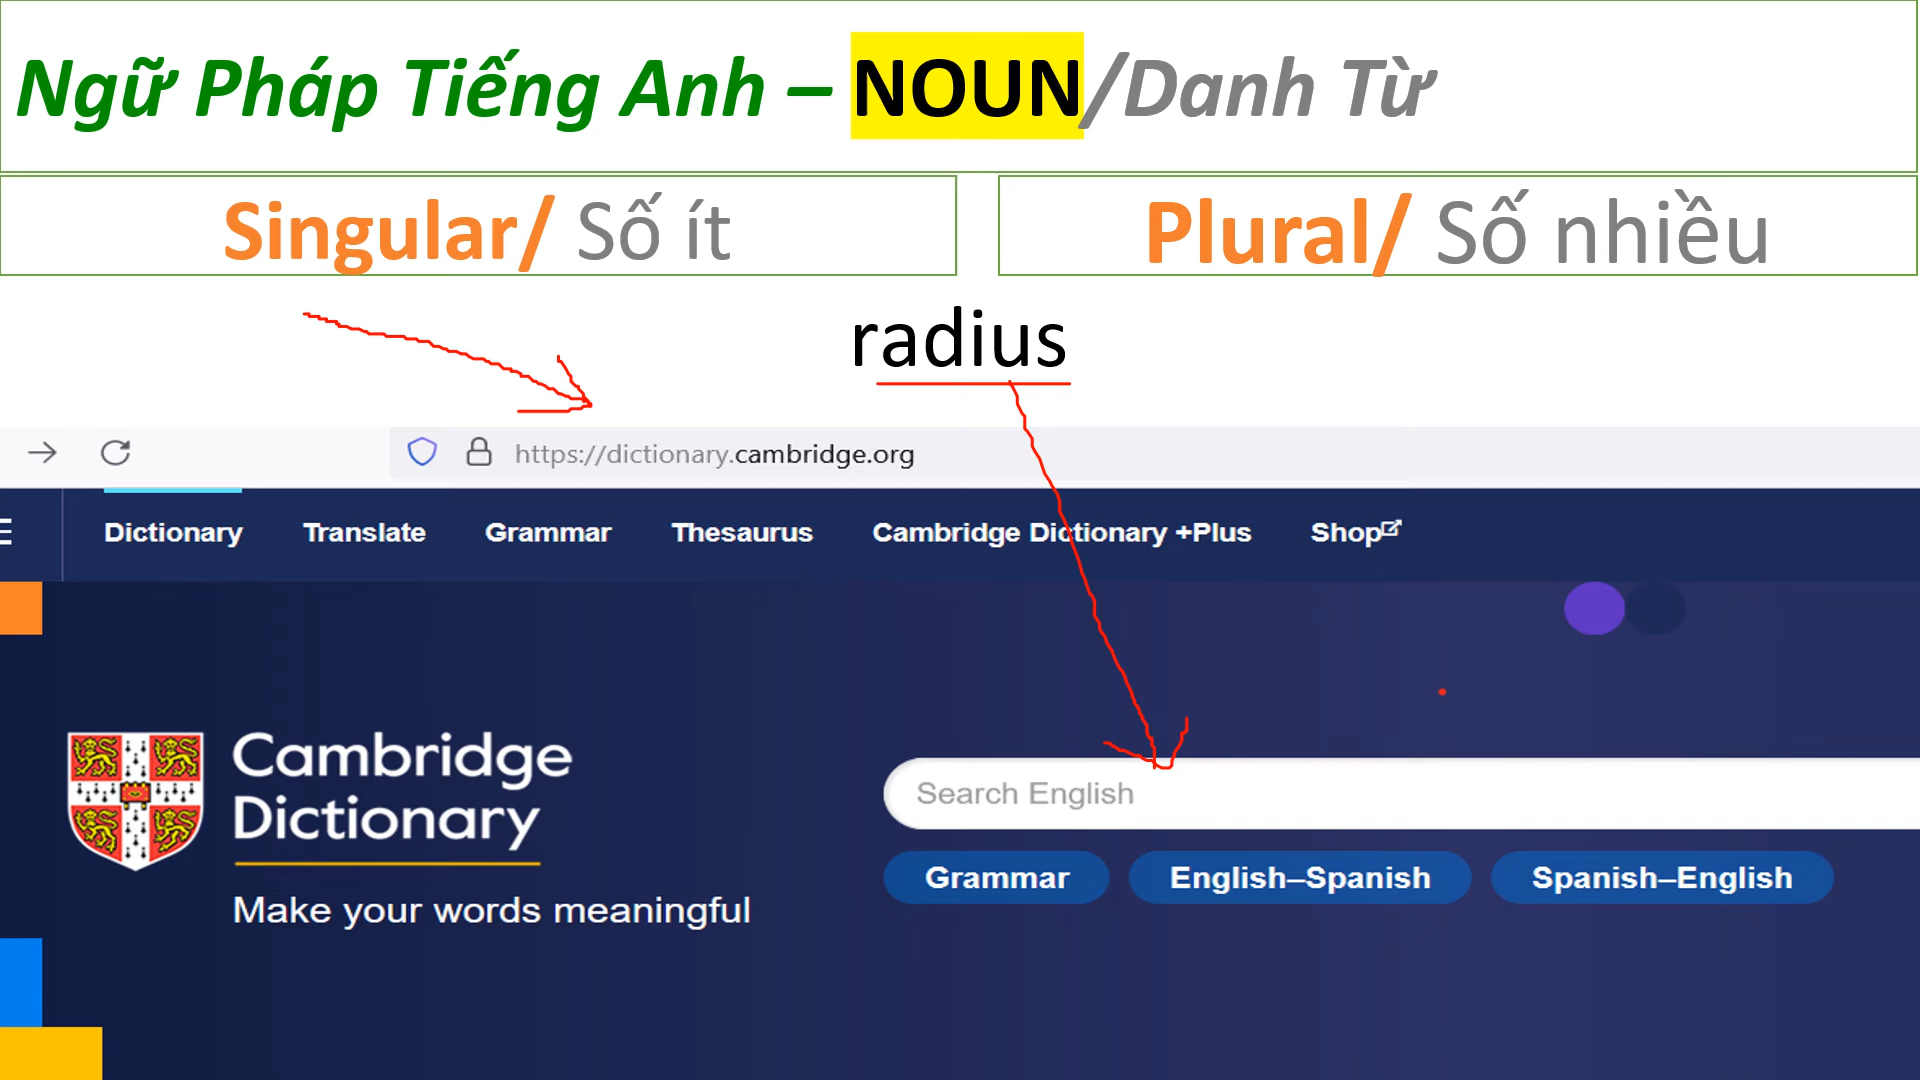 Ngữ Pháp Tiếng Anh – NOUN/Danh Từ
Singular/ Số ít
Plural/ Số nhiều
radius
https://dictionary.cambridge.org
Dictionary Translate Grammar Thesaurus Cambridge Dictionary +Plus Shop
Cambridge
Dictionary
Make your words meaningful
Search English
Grammar English–Spanish Spanish–English